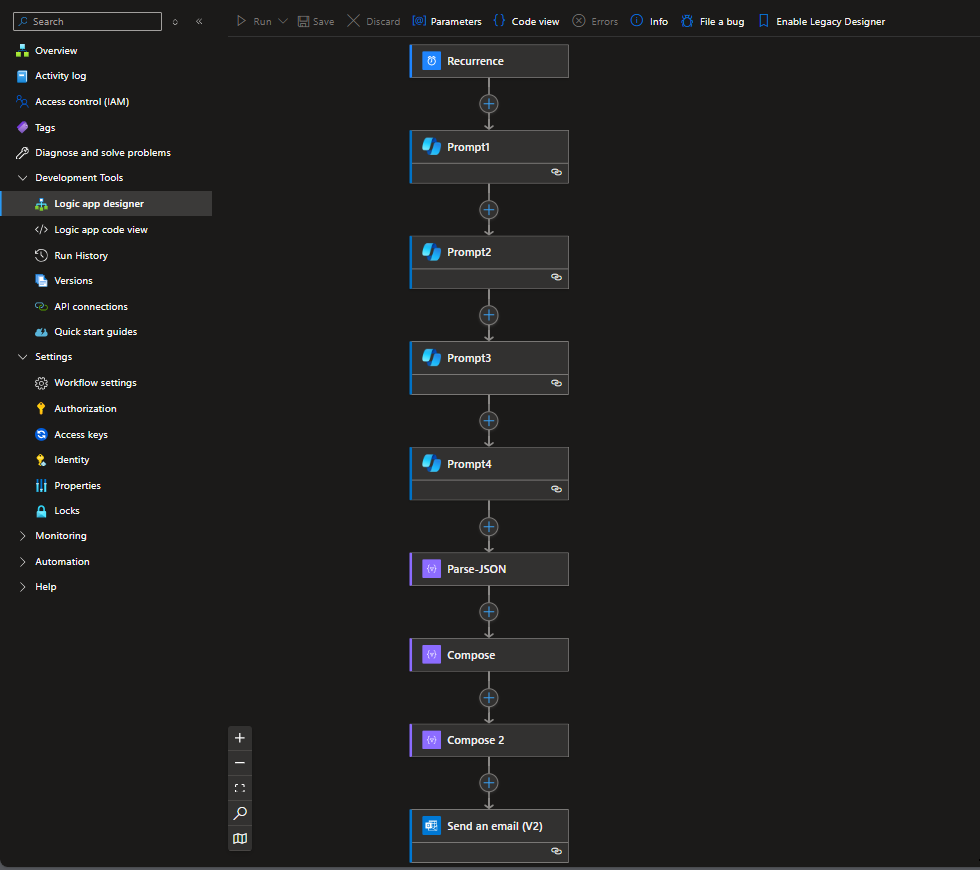 Search
Run
Save
Discard
Parameters
Code view
Errors
Info
File a bug
Enable Legacy Designer
Overview
Activity log
Access control (IAM)
Tags
Diagnose and solve problems
Development Tools
Logic app designer
Logic app code view
Run History
Versions
API connections
Quick start guides
Settings
Workflow settings
Authorization
Access keys
Identity
Properties
Locks
Monitoring
Automation
Help
Recurrence
Prompt1
Prompt2
Prompt3
Prompt4
Parse-JSON
Compose
Compose 2
Send an email (V2)